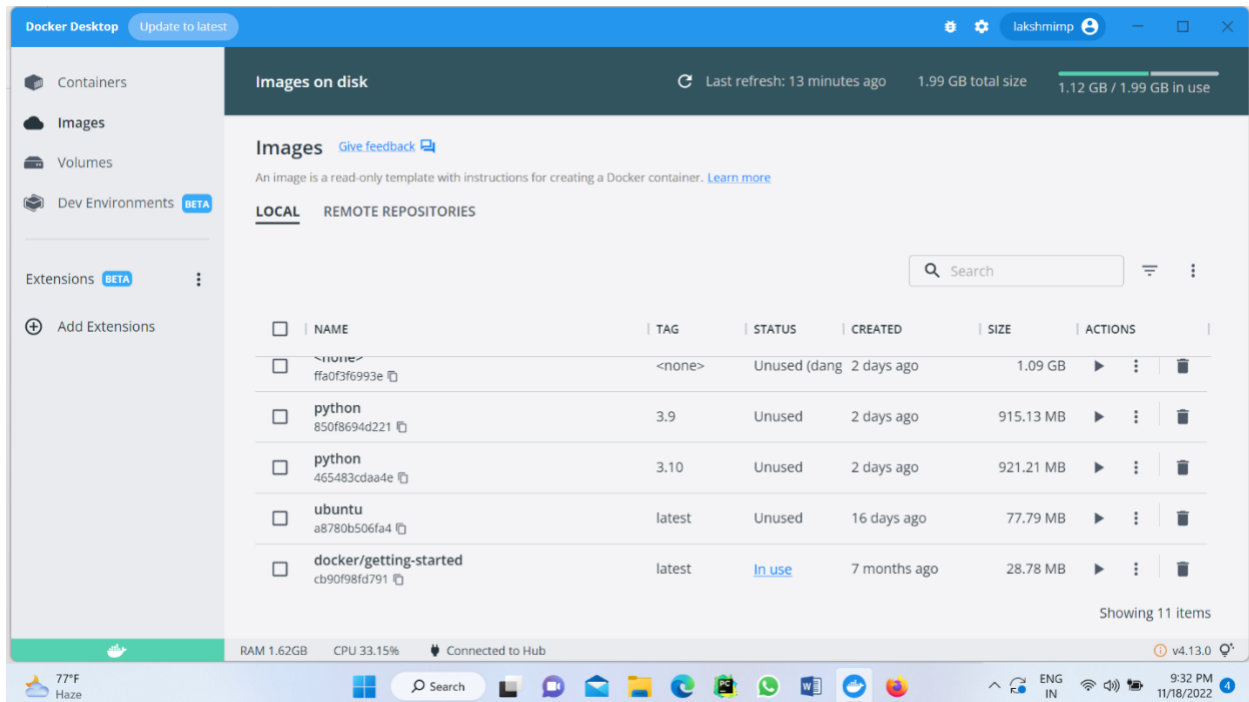 Docker Desktop Update to latest lakshmimp
Containers
Images
Volumes
Dev Environments BETA
Extensions BETA
Add Extensions
Images on disk Last refresh: 13 minutes ago 1.99 GB total size 1.12 GB / 1.99 GB in use
Images Give feedback
An image is a read-only template with instructions for creating a Docker container. Learn more
LOCAL REMOTE REPOSITORIES
Search
NAME TAG STATUS CREATED SIZE ACTIONS
<none> <none> Unused (dang 2 days ago 1.09 GB
ffa0f3f6993e
python 3.9 Unused 2 days ago 915.13 MB
850f8694d221
python 3.10 Unused 2 days ago 921.21 MB
465483cdaa4e
ubuntu latest Unused 16 days ago 77.79 MB
a8780b506fa4
docker/getting-started latest In use 7 months ago 28.78 MB
cb90f98fd791
Showing 11 items
RAM 1.62GB CPU 33.15% Connected to Hub v4.13.0
77°F
Haze
Search
ENG
IN
9:32 PM
11/18/2022
4